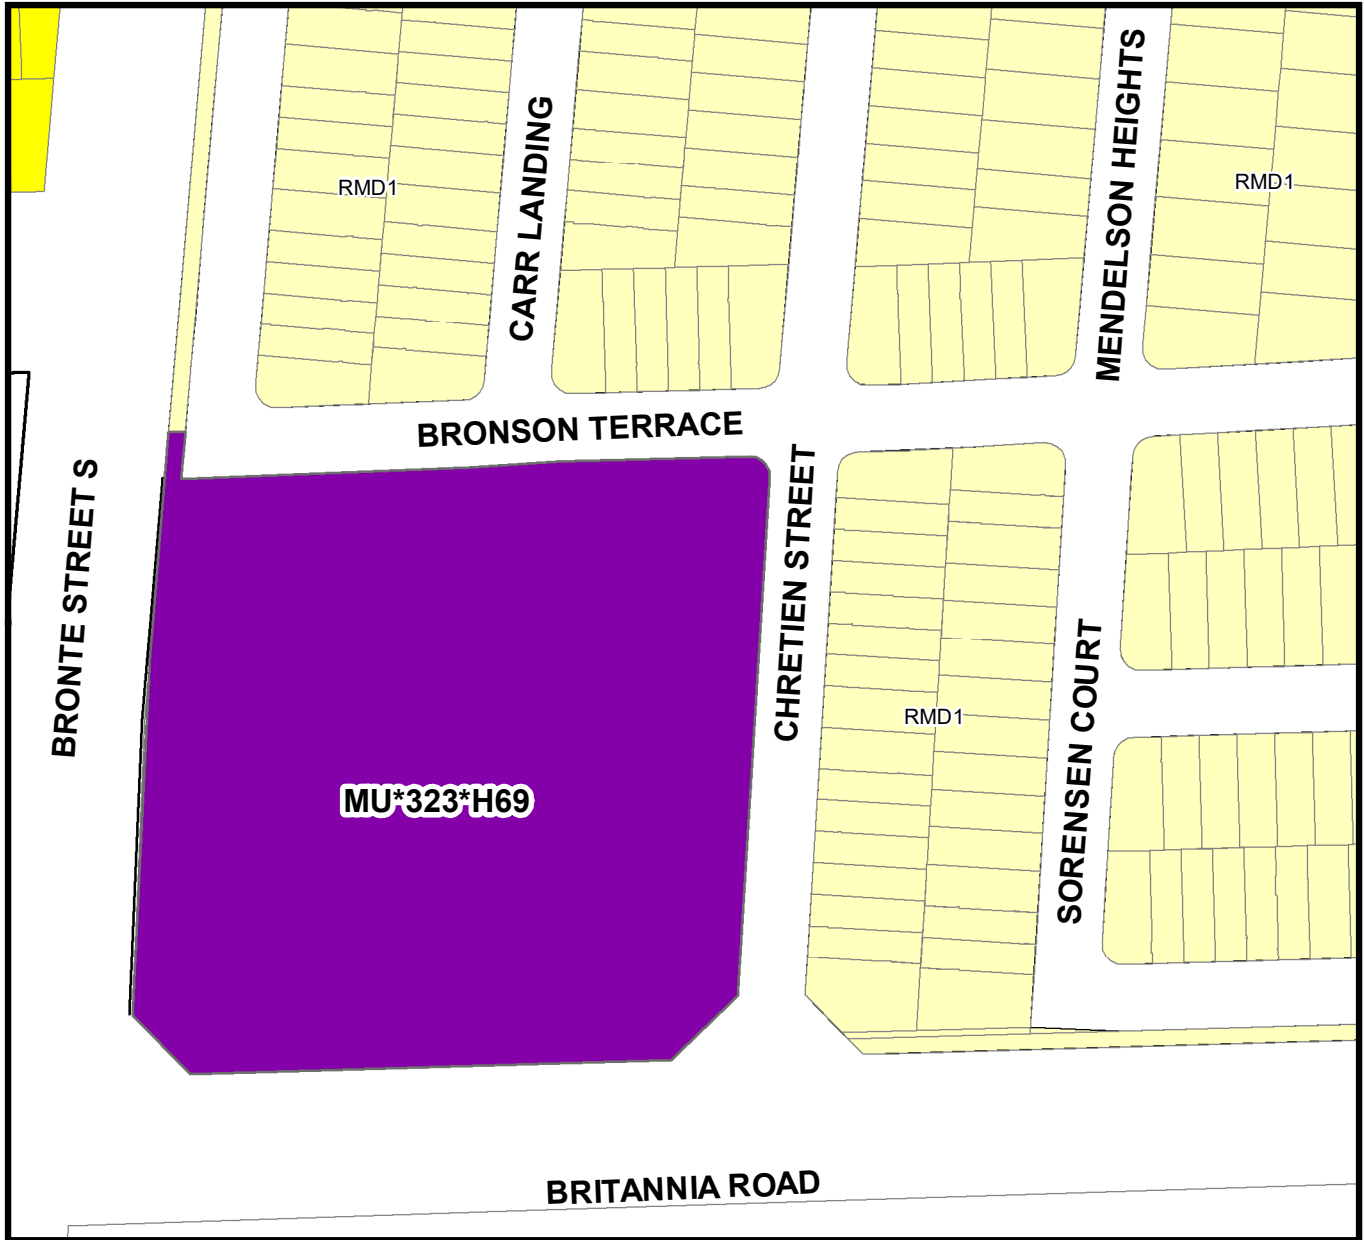 MENDELSON HEIGHTS
CARR LANDING
RMD1
RMD1
BRONSON TERRACE
BRONTE STREET S
CHRETIEN STREET
SORENSEN COURT
RMD1
MU*323*H69
BRITANNIA ROAD